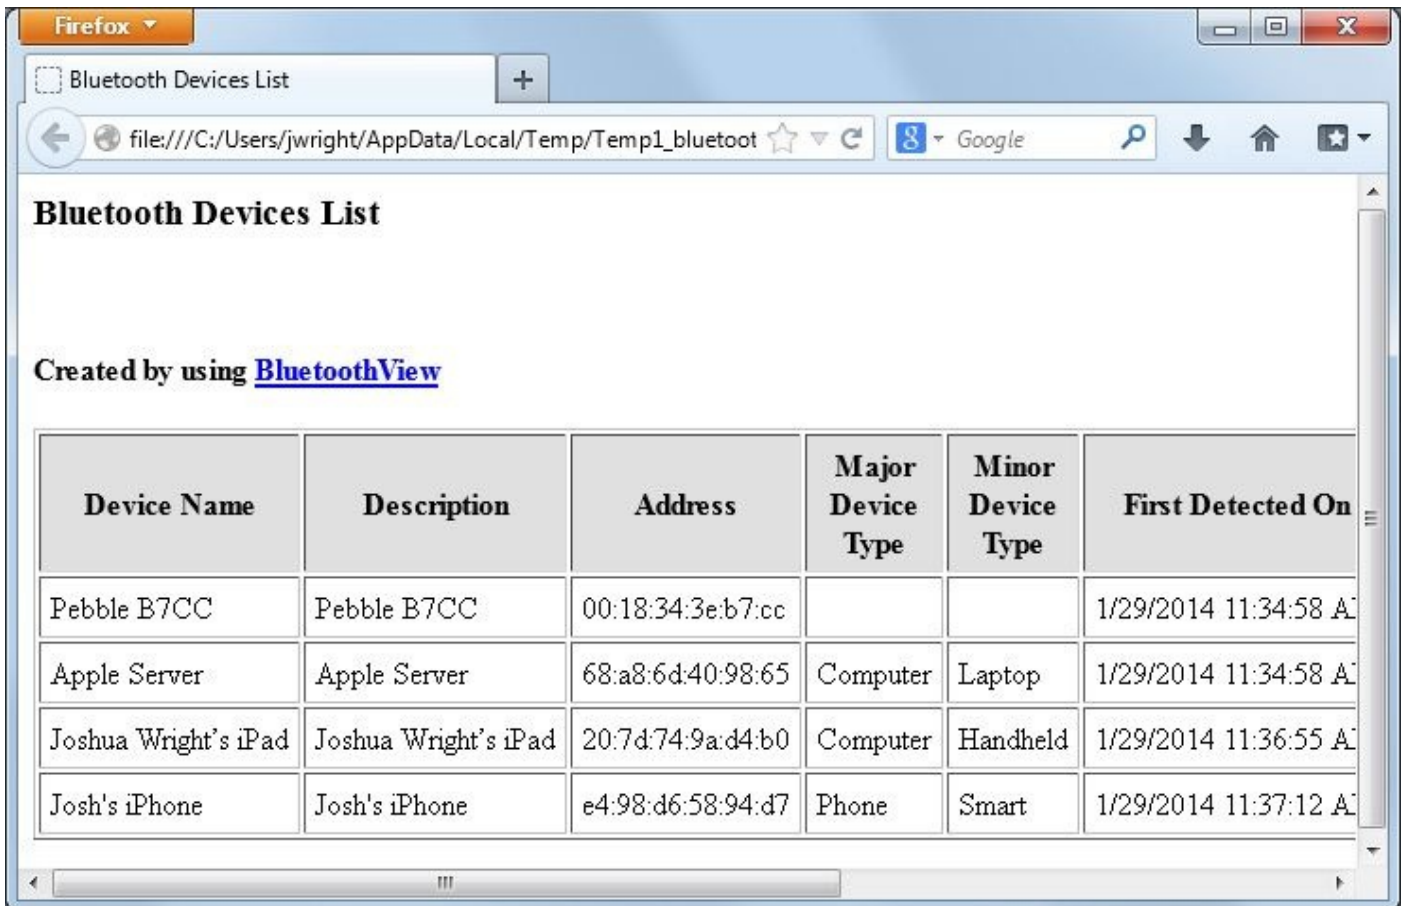 Firefox
Bluetooth Devices List
file:///C:/Users/jwright/AppData/Local/Temp/Temp1_bluetoot
8 Google
Bluetooth Devices List
Created by using BluetoothView
Device Name Description Address Major Device Type Minor Device Type First Detected On
Pebble B7CC Pebble B7CC 00:18:34:3e:b7:cc 1/29/2014 11:34:58 A
Apple Server Apple Server 68:a8:6d:40:98:65 Computer Laptop 1/29/2014 11:34:58 A
Joshua Wright's iPad Joshua Wright's iPad 20:7d:74:9a:d4:b0 Computer Handheld 1/29/2014 11:36:55 A
Josh's iPhone Josh's iPhone e4:98:d6:58:94:d7 Phone Smart 1/29/2014 11:37:12 A